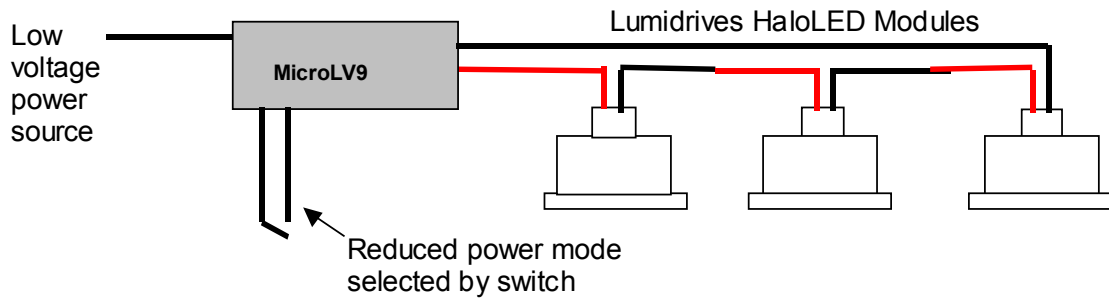 Lumidrives HaloLED Modules
Low
voltage
power
source
MicroLV9
Reduced power mode
selected by switch